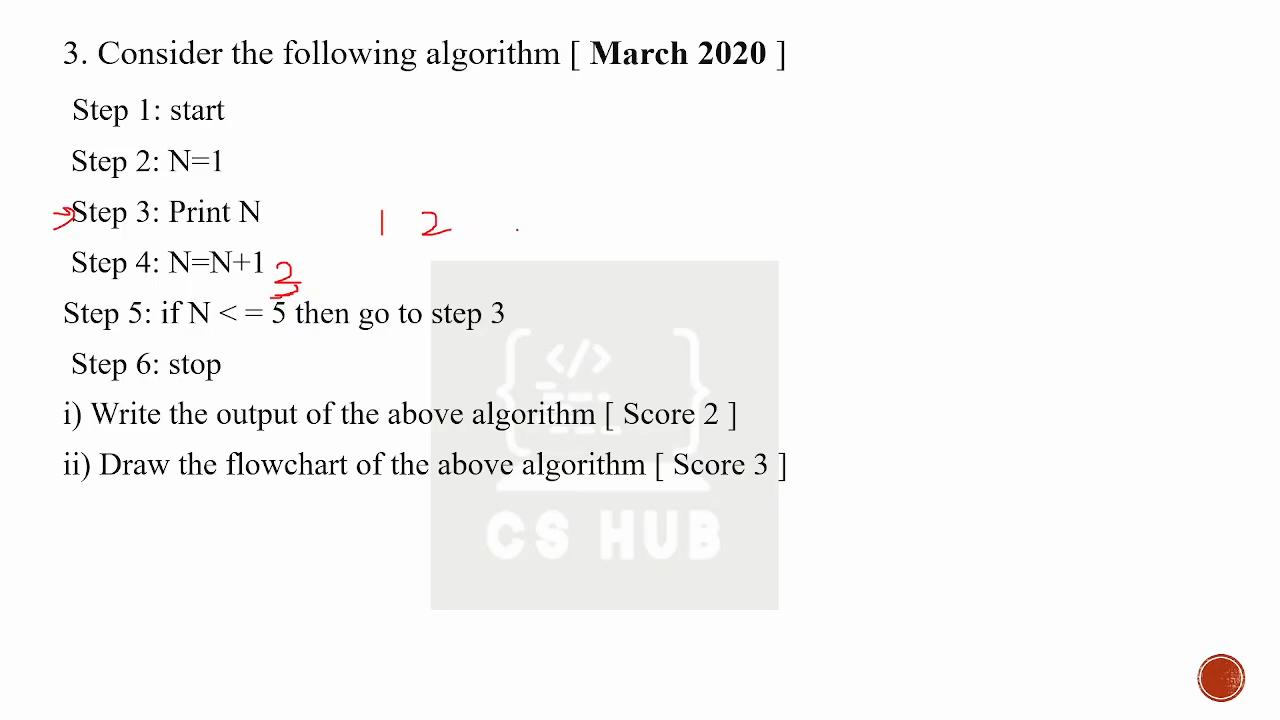 3. Consider the following algorithm [ March 2020 ]
Step 1: start
Step 2: N=1
Step 3: Print N
1 2
Step 4: N=N+1
3
Step 5: if N < = 5 then go to step 3
Step 6: stop
i) Write the output of the above algorithm [ Score 2 ]
ii) Draw the flowchart of the above algorithm [ Score 3 ]
{</>}
CS HUB